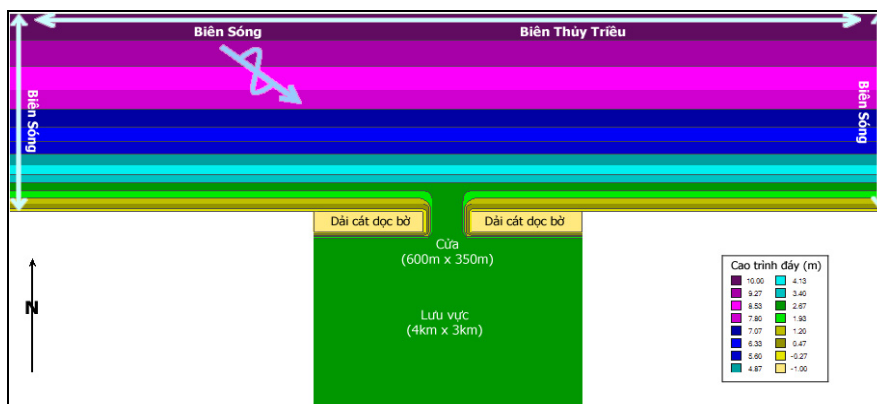 Biên Sóng
Biên Thủy Triều
Biên Sóng
Biên Sóng
Dải cát dọc bờ
Dải cát dọc bờ
Cửa
(600m x 350m)
Lưu vực
(4km x 3km)
N
Cao trình đáy (m)
10.00 4.13
9.27 3.40
8.53 2.67
7.80 1.93
7.07 1.20
6.33 0.47
5.60 -0.27
4.87 -1.00